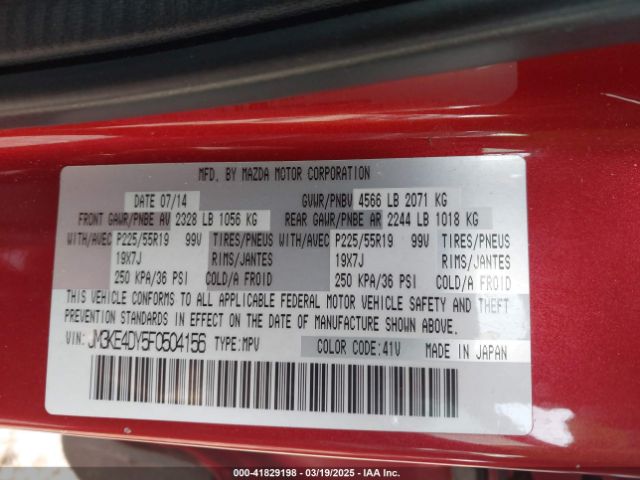 MFD. BY MAZDA MOTOR CORPORATION
DATE 07/14 GVWR/PNBV 4566 LB 2071 KG
FRONT GAWR/PNBE AV 2328 LB 1056 KG REAR GAWR/PNBE AR 2244 LB 1018 KG
WITH/AVEC P225/55R19 99V TIRES/PNEUS WITH/AVEC P225/55R19 99V TIRES/PNEUS
19X7J RIMS/JANTES 19X7J RIMS/JANTES
250 KPA/36 PSI COLD/A FROID 250 KPA/36 PSI COLD/A FROID
THIS VEHICLE CONFORMS TO ALL APPLICABLE FEDERAL MOTOR VEHICLE SAFETY AND THEFT
PREVENTION STANDARDS IN EFFECT ON THE DATE OF MANUFACTURE SHOWN ABOVE.
VIN: JM3KE4DY5F0504156 TYPE:MPV COLOR CODE:41V MADE IN JAPAN
000-41829198 - 03/19/2025 - IAA Inc.